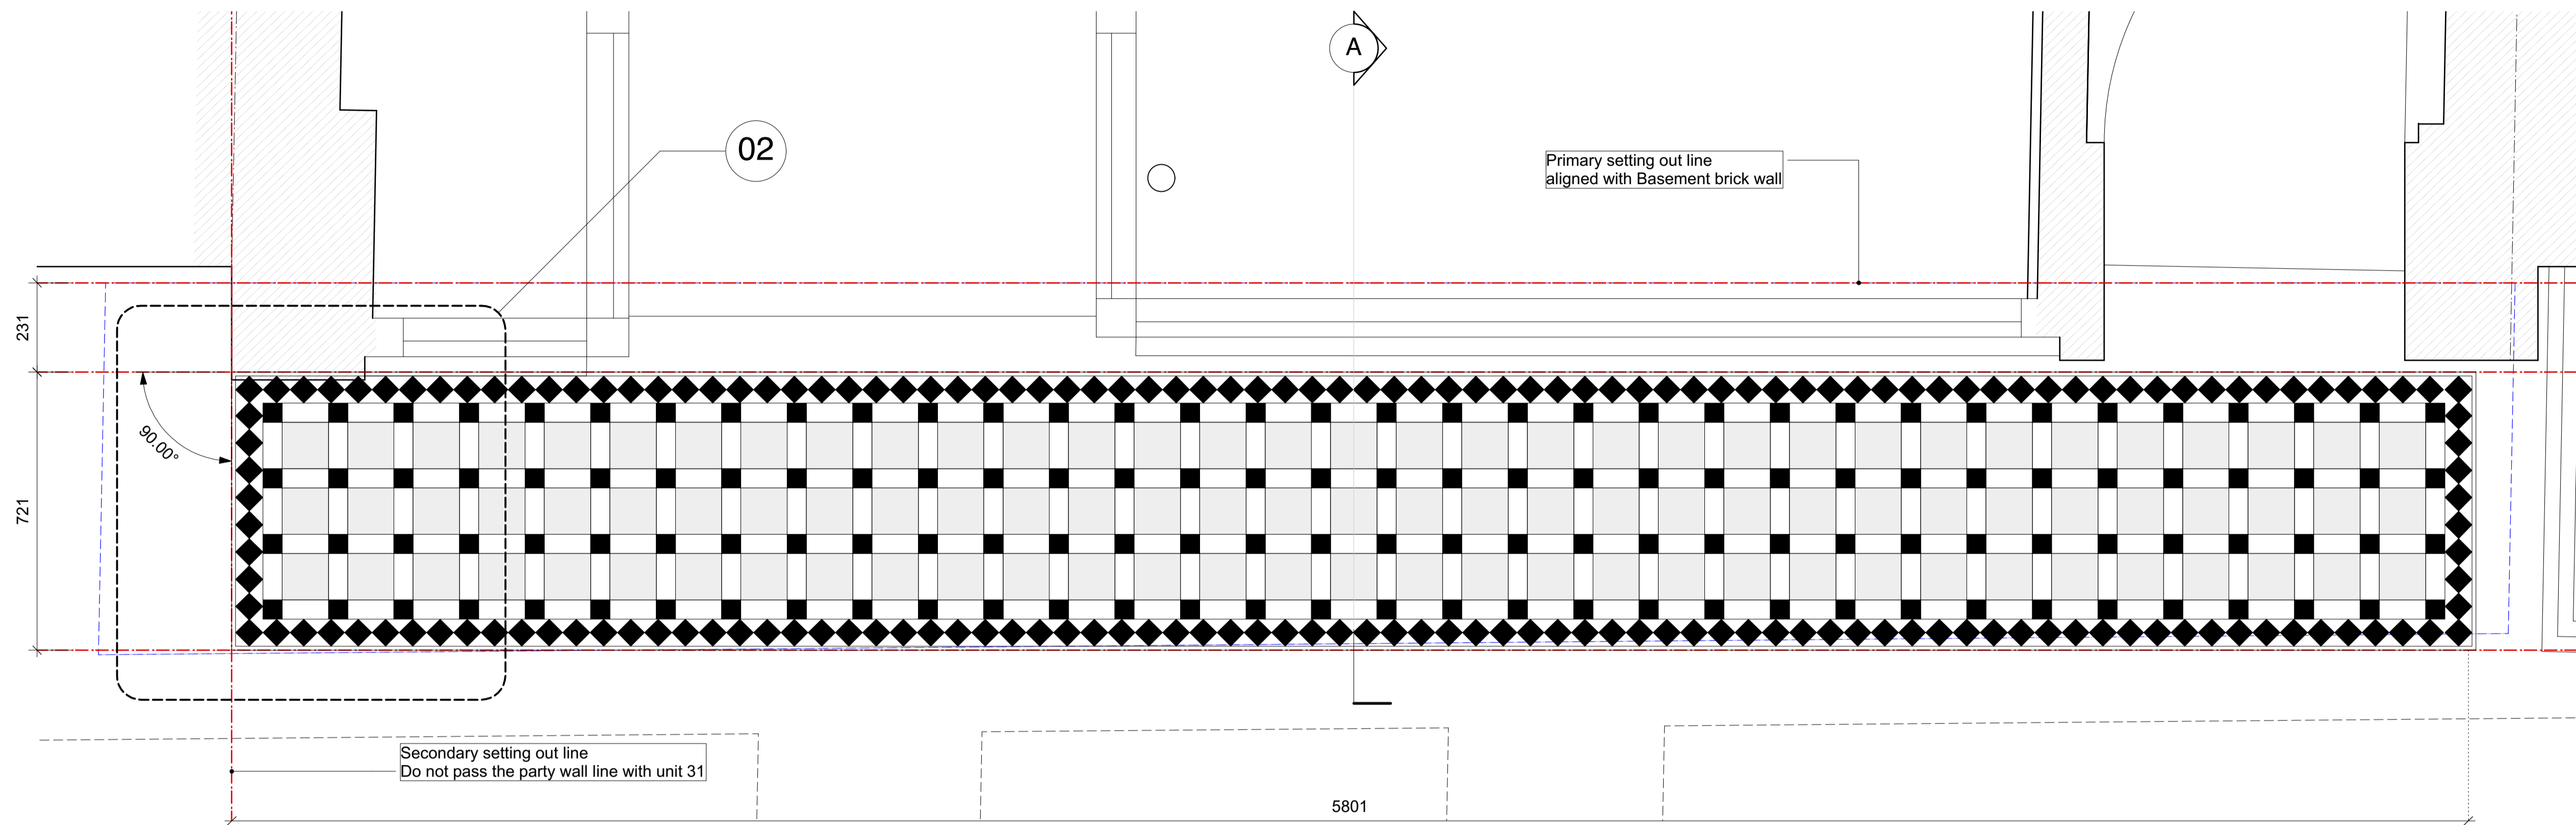 A
02
Primary setting out line
aligned with Basement brick wall
231
90.00°
721
Secondary setting out line
Do not pass the party wall line with unit 31
5801